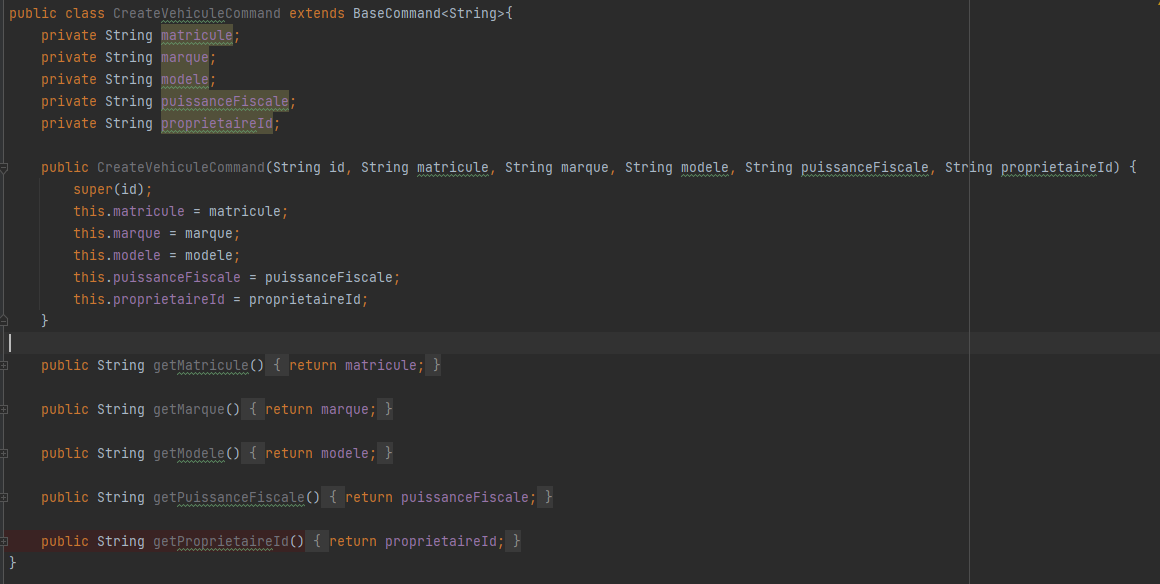 public class CreateVehiculeCommand extends BaseCommand<String>{
    private String matricule;
    private String marque;
    private String modele;
    private String puissanceFiscale;
    private String proprietaireId;

    public CreateVehiculeCommand(String id, String matricule, String marque, String modele, String puissanceFiscale, String proprietaireId) {
        super(id);
        this.matricule = matricule;
        this.marque = marque;
        this.modele = modele;
        this.puissanceFiscale = puissanceFiscale;
        this.proprietaireId = proprietaireId;
    }

    public String getMatricule() { return matricule; }

    public String getMarque() { return marque; }

    public String getModele() { return modele; }

    public String getPuissanceFiscale() { return puissanceFiscale; }

    public String getProprietaireId() { return proprietaireId; }
}